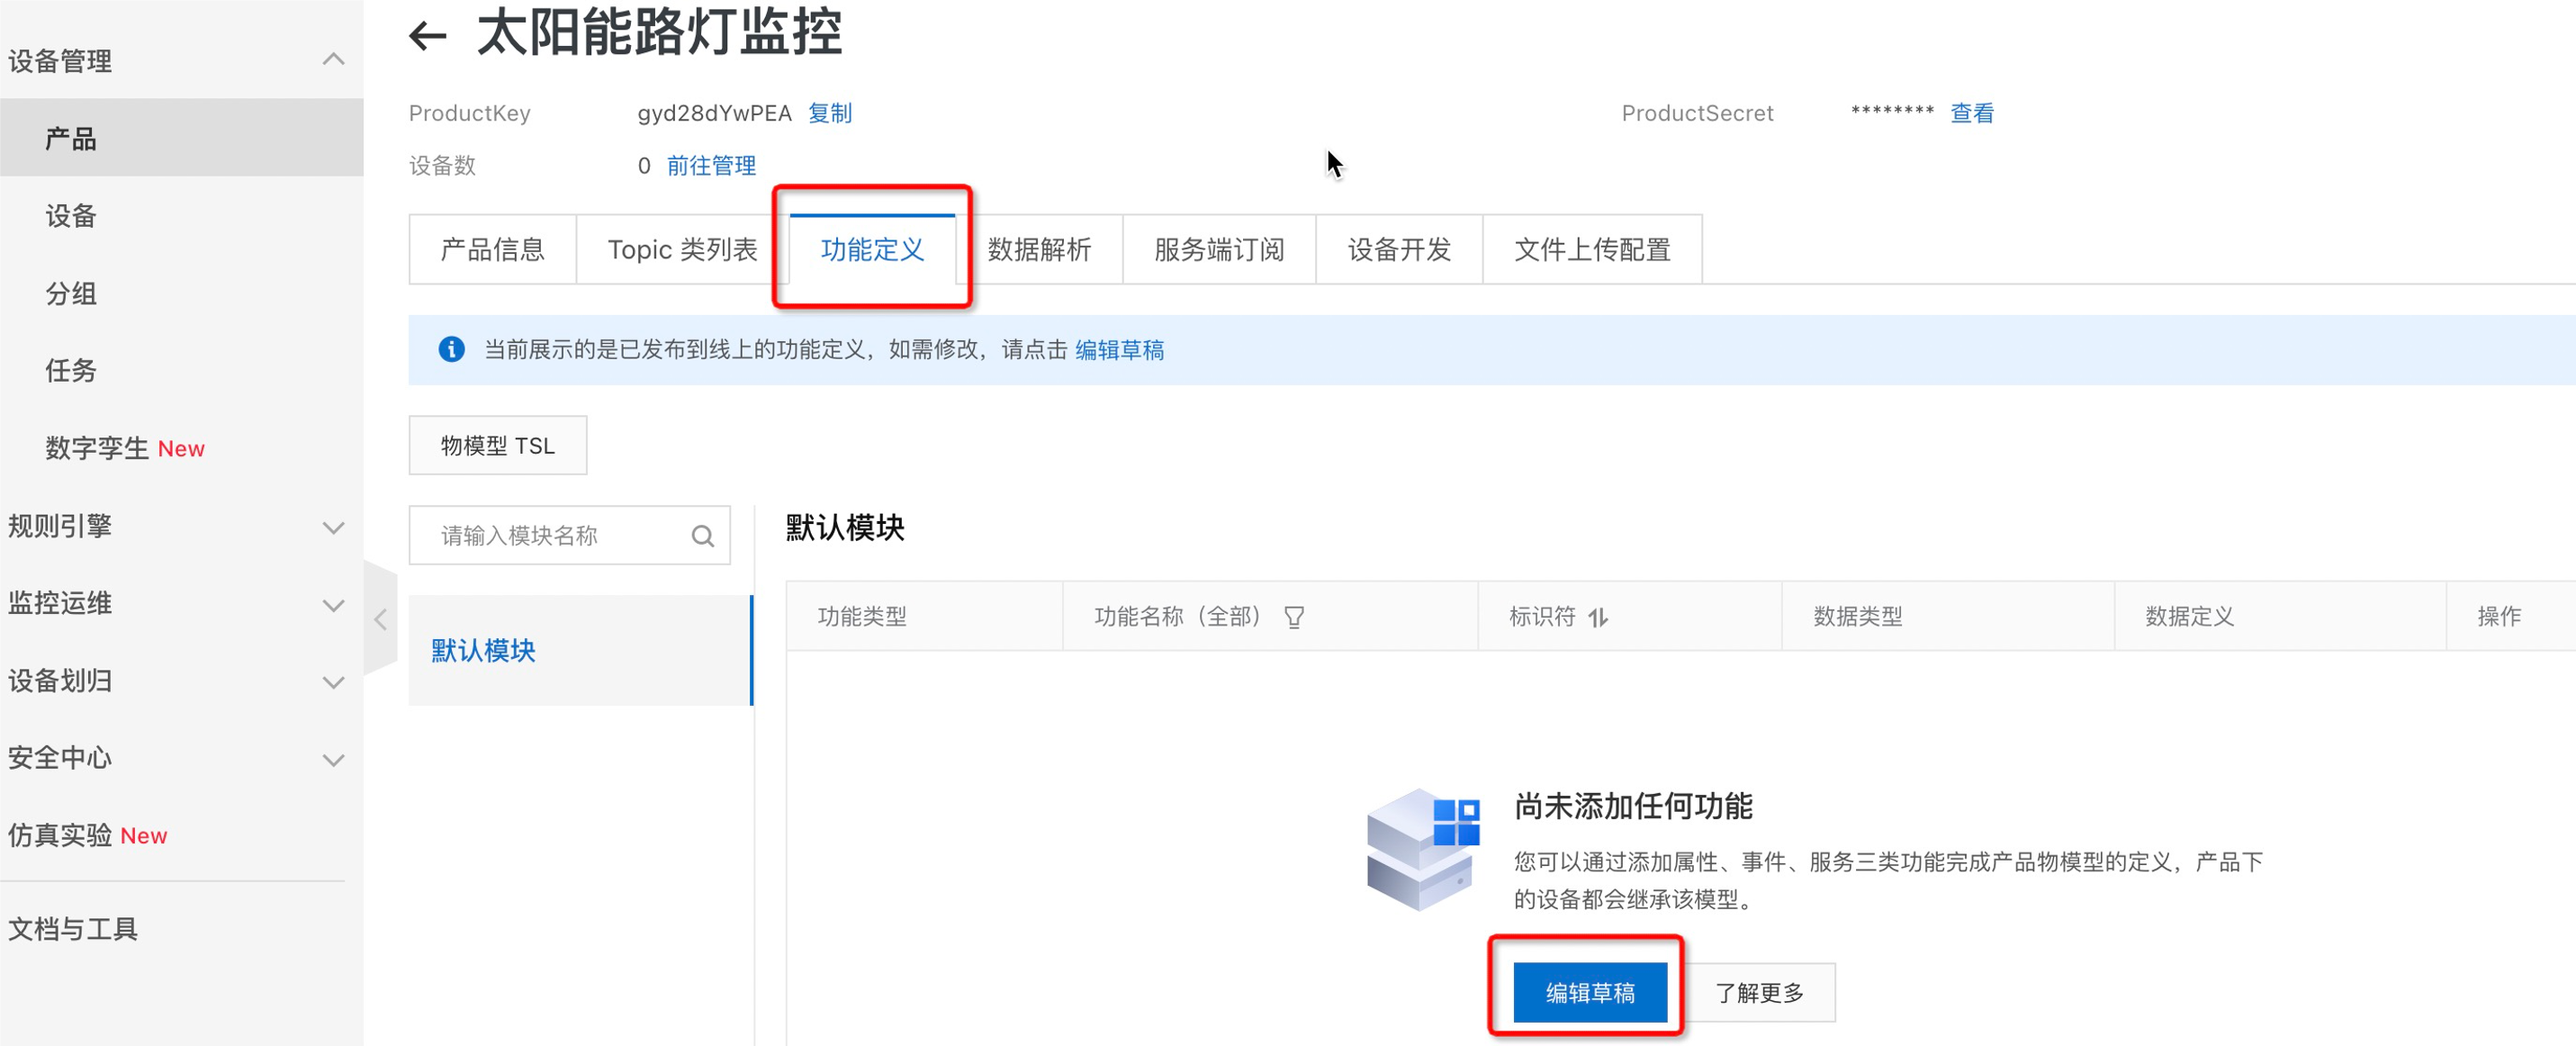 设备管理
产品
设备
分组
任务
数字孪生 New
规则引擎
监控运维
设备划归
安全中心
仿真实验 New
文档与工具
太阳能路灯监控
ProductKey gyd28dYwPEA 复制 ProductSecret ******** 查看
设备数 0 前往管理
产品信息 Topic 类列表 功能定义 数据解析 服务端订阅 设备开发 文件上传配置
当前展示的是已发布到线上的功能定义，如需修改，请点击 编辑草稿
物模型 TSL
请输入模块名称
默认模块
默认模块
功能类型 功能名称（全部） 标识符 数据类型 数据定义 操作
尚未添加任何功能
您可以通过添加属性、事件、服务三类功能完成产品物模型的定义，产品下
的设备都会继承该模型。
编辑草稿 了解更多